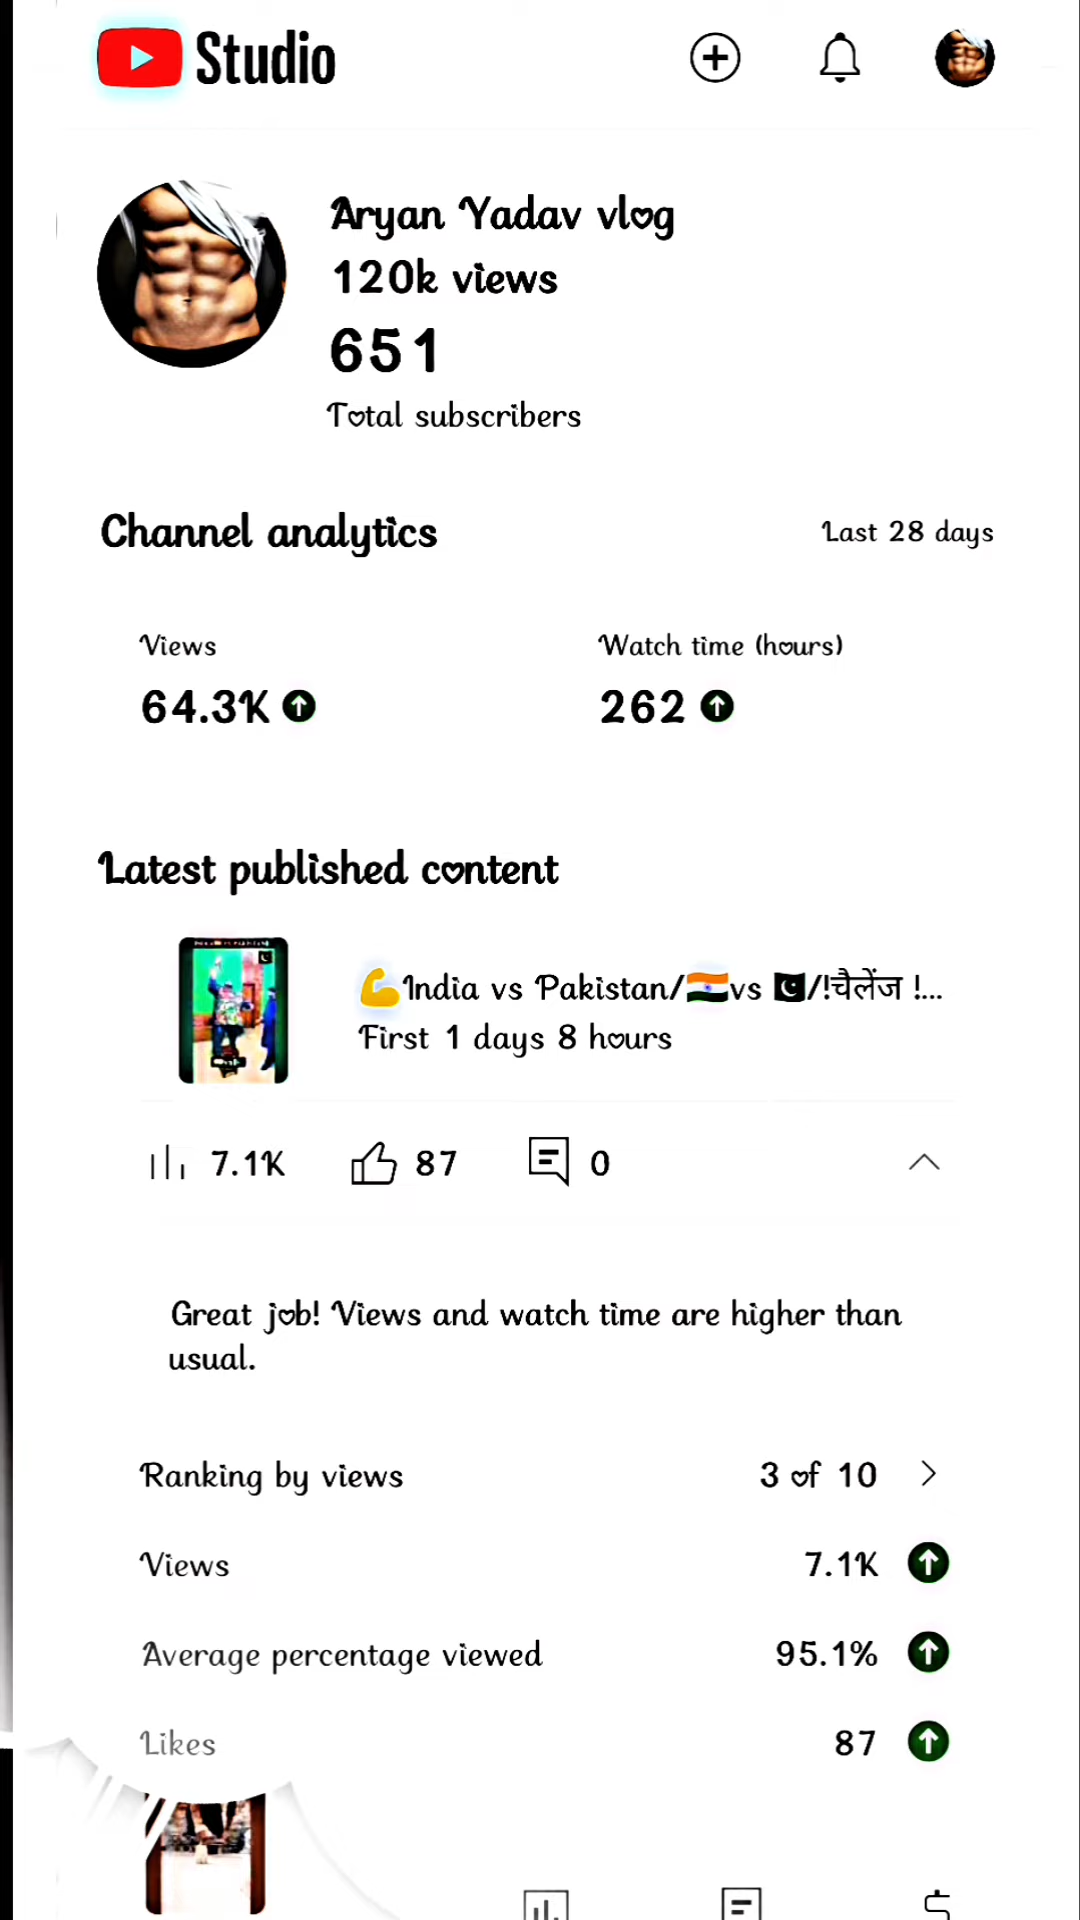 Studio
Aryan Yadav vlog
120k views
651
Total subscribers
Channel analytics
Last 28 days
Views
Watch time (hours)
64.3K
262
Latest published content
💪India vs Pakistan/🇮🇳vs 🇵🇰/!चैलेंज !...
First 1 days 8 hours
7.1K 87 0
Great job! Views and watch time are higher than
usual.
Ranking by views 3 of 10
Views 7.1K
Average percentage viewed 95.1%
Likes 87